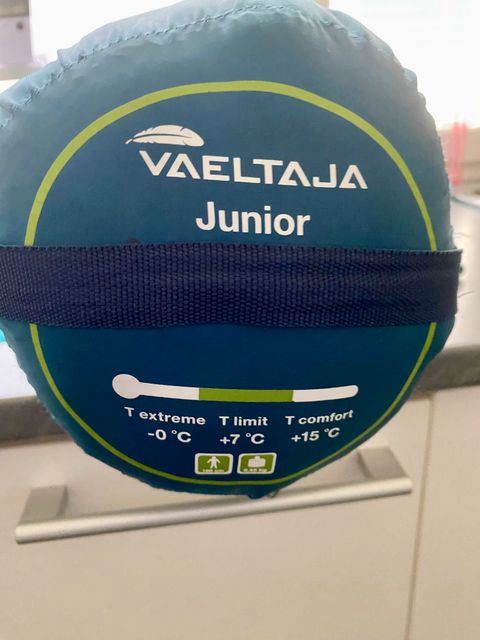 VAELTAJA
Junior
T extreme T limit T comfort
-0 °C +7 °C +15 °C